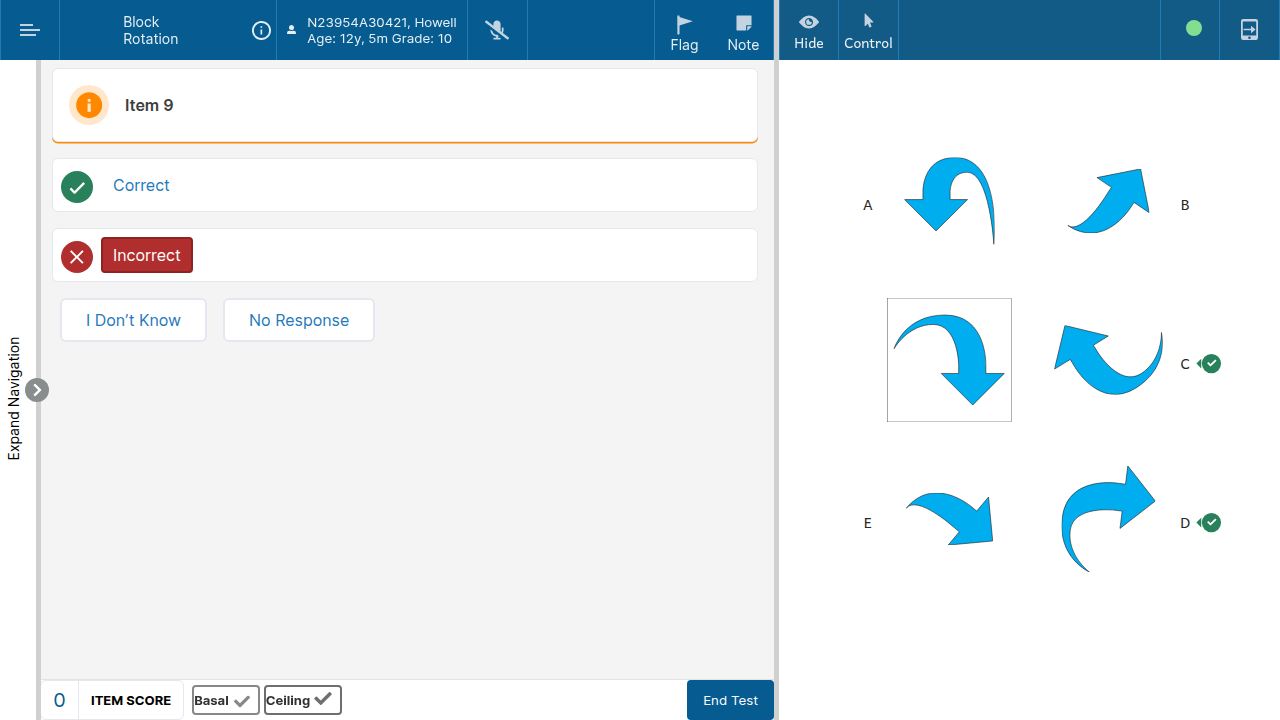 Block
Rotation
N23954A30421, Howell
Age: 12y, 5m Grade: 10
Flag
Note
Hide
Control
Item 9
Correct
Incorrect
I Don’t Know
No Response
Expand Navigation
A
B
C
E
D
0
ITEM SCORE
Basal
Ceiling
End Test